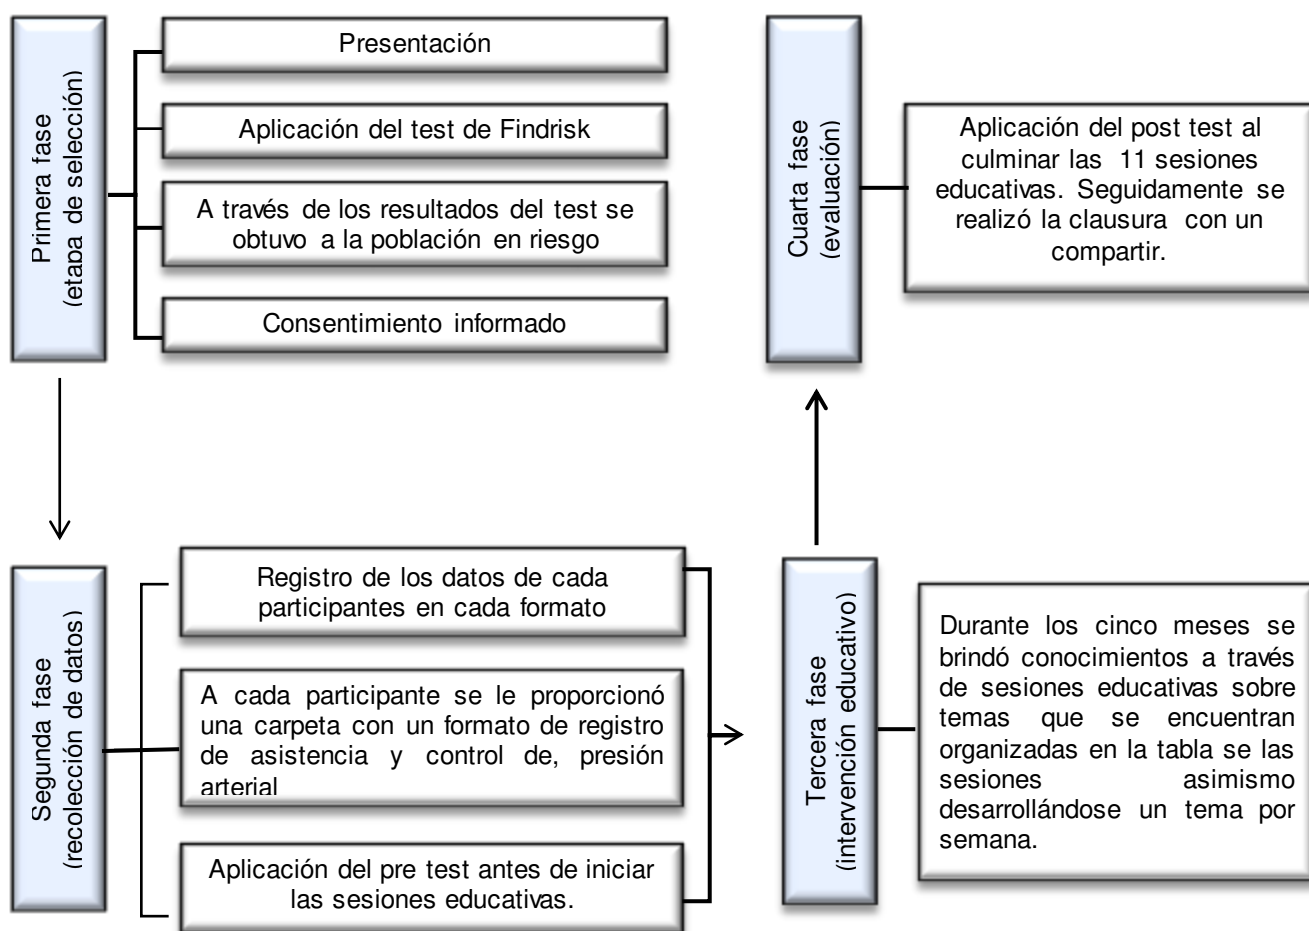 Primera fase
(etapa de selección)
Presentación
Aplicación del test de Findrisk
A través de los resultados del test se
obtuvo a la población en riesgo
Consentimiento informado
Segunda fase
(recolección de datos)
Registro de los datos de cada
participantes en cada formato
A cada participante se le proporcionó
una carpeta con un formato de registro
de asistencia y control de, presión
arterial
Aplicación del pre test antes de iniciar
las sesiones educativas.
Tercera fase
(intervención educativo)
Durante los cinco meses se
brindó conocimientos a través
de sesiones educativas sobre
temas que se encuentran
organizadas en la tabla se las
sesiones asimismo
desarrollándose un tema por
semana.
Cuarta fase
(evaluación)
Aplicación del post test al
culminar las 11 sesiones
educativas. Seguidamente se
realizó la clausura con un
compartir.